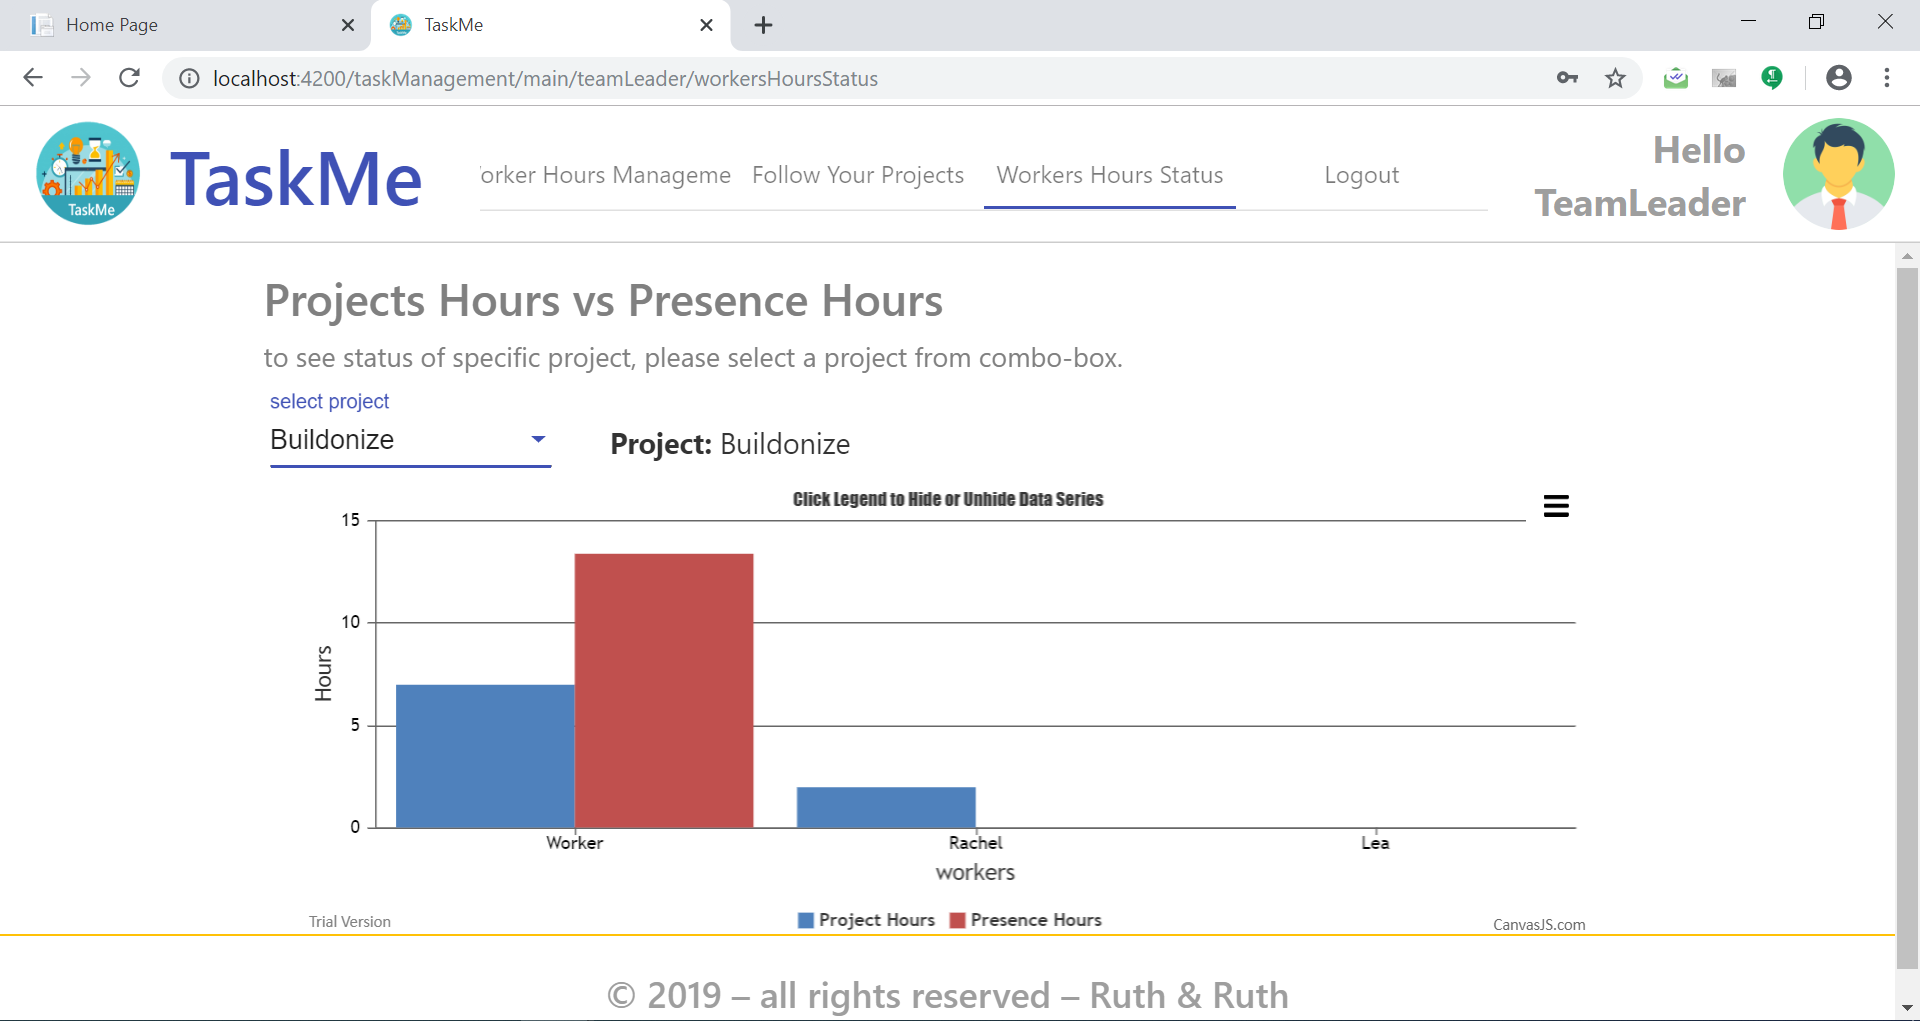 Home Page
TaskMe
localhost:4200/taskManagement/main/teamLeader/workersHoursStatus
TaskMe
TaskMe
orker Hours Manageme
Follow Your Projects
Workers Hours Status
Logout
Hello
TeamLeader
Projects Hours vs Presence Hours
to see status of specific project, please select a project from combo-box.
select project
Buildonize
Project: Buildonize
Click Legend to Hide or Unhide Data Series
15
10
5
0
Hours
Worker
Rachel
Lea
workers
Project Hours
Presence Hours
Trial Version
CanvasJS.com
© 2019 – all rights reserved – Ruth & Ruth